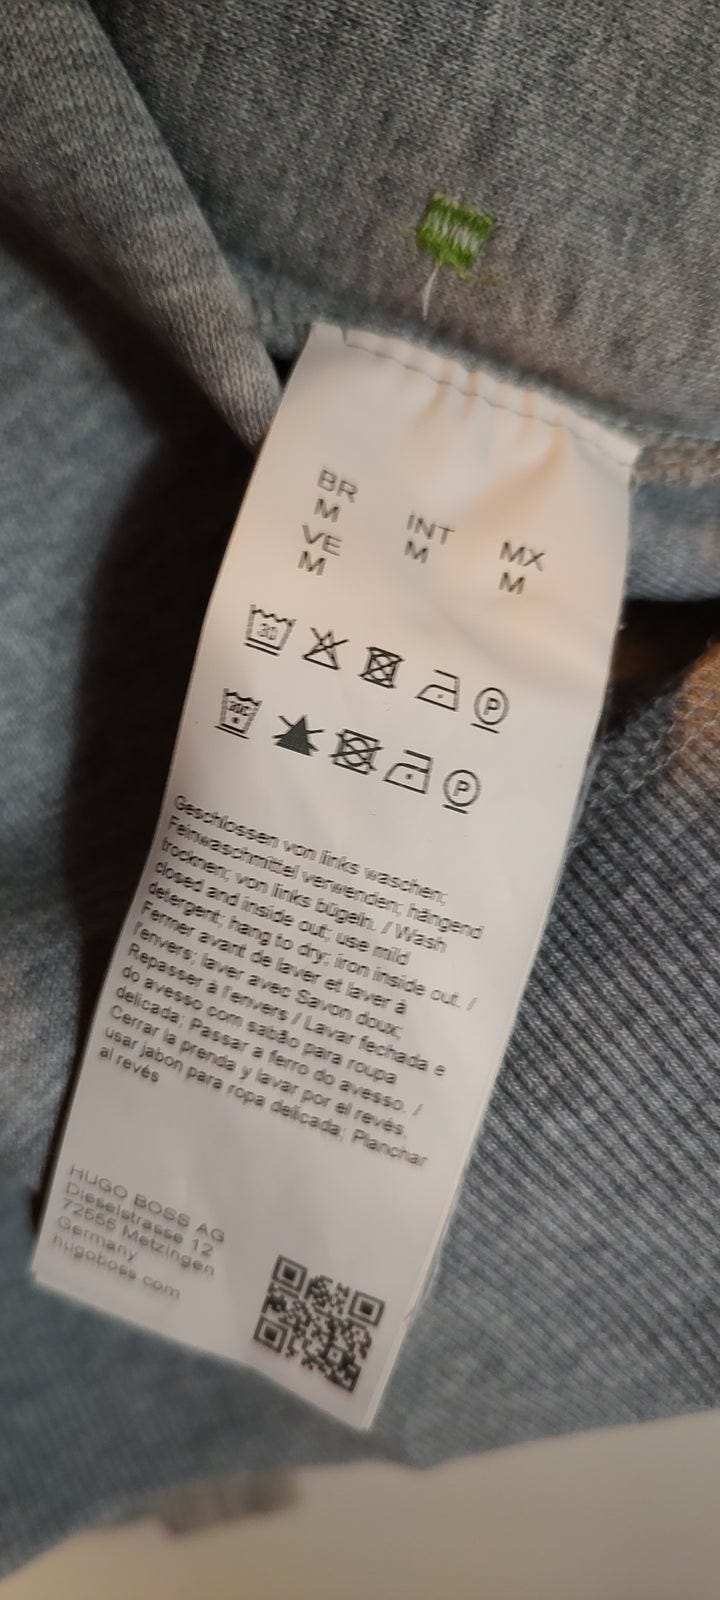 BR
M
VE
M
INT
M
MX
M
30
P
30C
P
Geschlossen von links waschen;
Feinwaschmittel verwenden; hängend
trocknen; von links bügeln. / Wash
closed and inside out; use mild
detergent; hang to dry; iron inside out. /
Fermer avant de laver et laver à
l'envers; laver avec Savon doux;
Repasser à l'envers / Lavar fechada e
do avesso com sabão para roupa
delicada; Passar a ferro do avesso. /
Cerrar la prenda y lavar por el revés,
usar jabón para ropa delicada; Planchar
al revés
HUGO BOSS AG
Dieselstrasse 12
72555 Metzingen
Germany
hugoboss.com